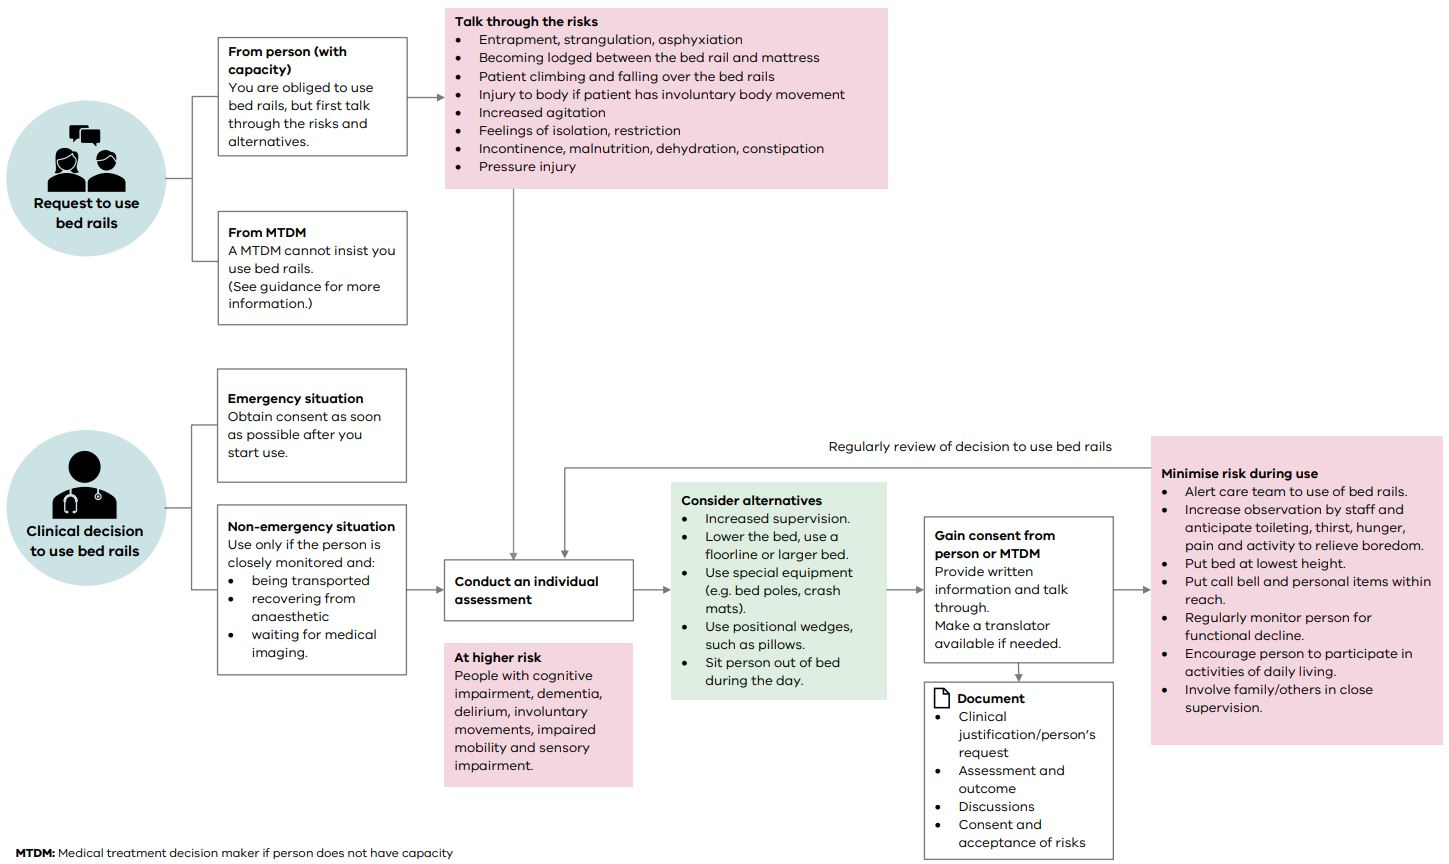 Request to use
bed rails
From person (with
capacity)
You are obliged to use
bed rails, but first talk
through the risks and
alternatives.
From MTDM
A MTDM cannot insist you
use bed rails.
(See guidance for more
information.)
Talk through the risks
• Entrapment, strangulation, asphyxiation
• Becoming lodged between the bed rail and mattress
• Patient climbing and falling over the bed rails
• Injury to body if patient has involuntary body movement
• Increased agitation
• Feelings of isolation, restriction
• Incontinence, malnutrition, dehydration, constipation
• Pressure injury
Clinical decision
to use bed rails
Emergency situation
Obtain consent as soon
as possible after you
start use.
Non-emergency situation
Use only if the person is
closely monitored and:
• being transported
• recovering from
anaesthetic
• waiting for medical
imaging.
Conduct an individual
assessment
At higher risk
People with cognitive
impairment, dementia,
delirium, involuntary
movements, impaired
mobility and sensory
impairment.
Regularly review of decision to use bed rails
Consider alternatives
• Increased supervision.
• Lower the bed, use a
floorline or larger bed.
• Use special equipment
(e.g. bed poles, crash
mats).
• Use positional wedges,
such as pillows.
• Sit person out of bed
during the day.
Gain consent from
person or MTDM
Provide written
information and talk
through.
Make a translator
available if needed.
Document
• Clinical
justification/person's
request
• Assessment and
outcome
• Discussions
• Consent and
acceptance of risks
Minimise risk during use
• Alert care team to use of bed rails.
• Increase observation by staff and
anticipate toileting, thirst, hunger,
pain and activity to relieve boredom.
• Put bed at lowest height.
• Put call bell and personal items within
reach.
• Regularly monitor person for
functional decline.
• Encourage person to participate in
activities of daily living.
• Involve family/others in close
supervision.
MTDM: Medical treatment decision maker if person does not have capacity